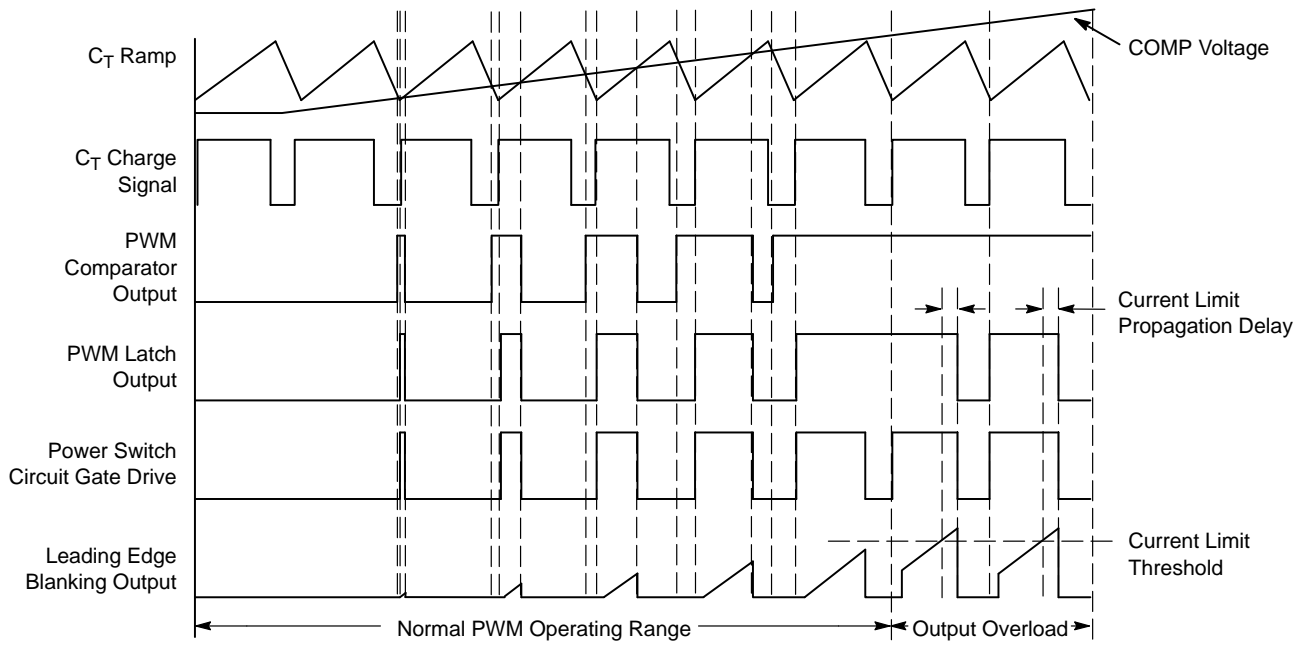 C_T Ramp
COMP Voltage
C_T Charge
Signal
PWM
Comparator
Output
Current Limit
Propagation Delay
PWM Latch
Output
Power Switch
Circuit Gate Drive
Leading Edge
Blanking Output
Current Limit
Threshold
Normal PWM Operating Range
Output Overload